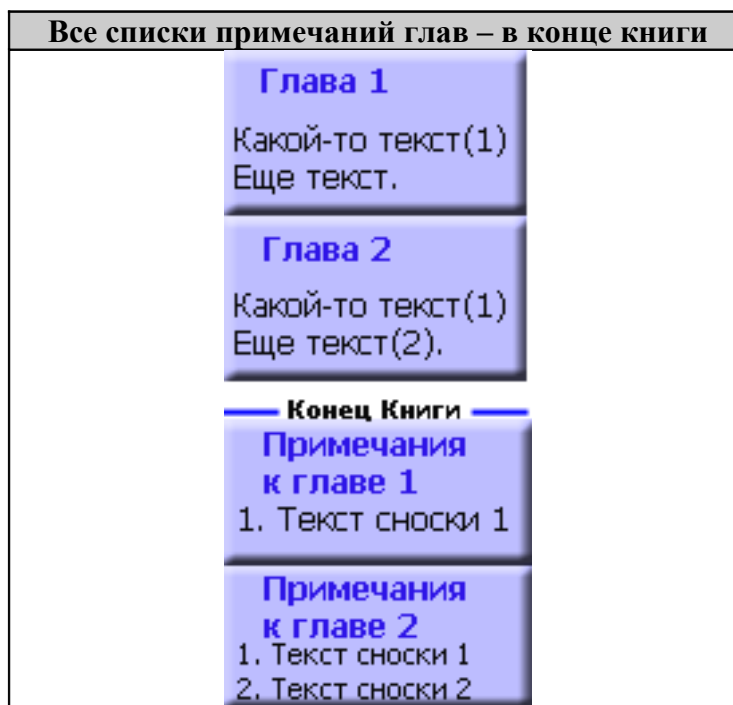 Все списки примечаний глав – в конце книги
Глава 1
Какой-то текст(1)
Еще текст.
Глава 2
Какой-то текст(1)
Еще текст(2).
Конец Книги
Примечания
к главе 1
1. Текст сноски 1
Примечания
к главе 2
1. Текст сноски 1
2. Текст сноски 2